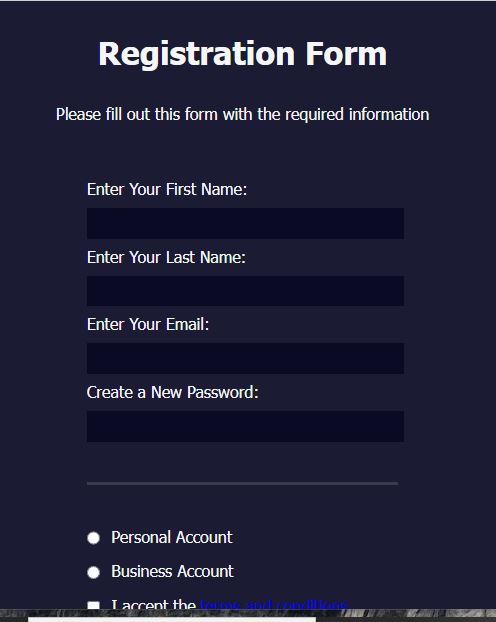 Registration Form
Please fill out this form with the required information
Enter Your First Name:
Enter Your Last Name:
Enter Your Email:
Create a New Password:
Personal Account
Business Account
I accept the terms and conditions